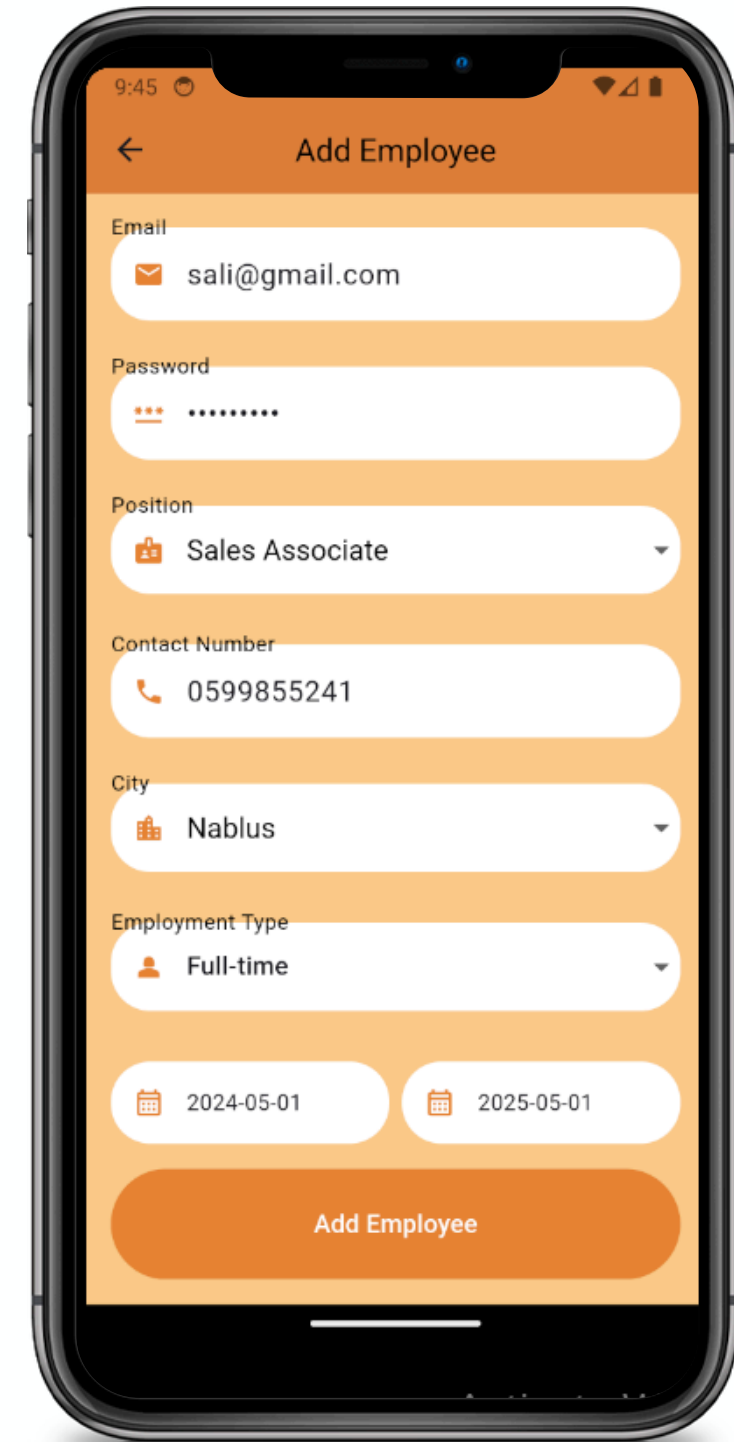 9:45
Add Employee
Email
sali@gmail.com
Password
•••••••••
Position
Sales Associate
Contact Number
0599855241
City
Nablus
Employment Type
Full-time
2024-05-01 2025-05-01
Add Employee